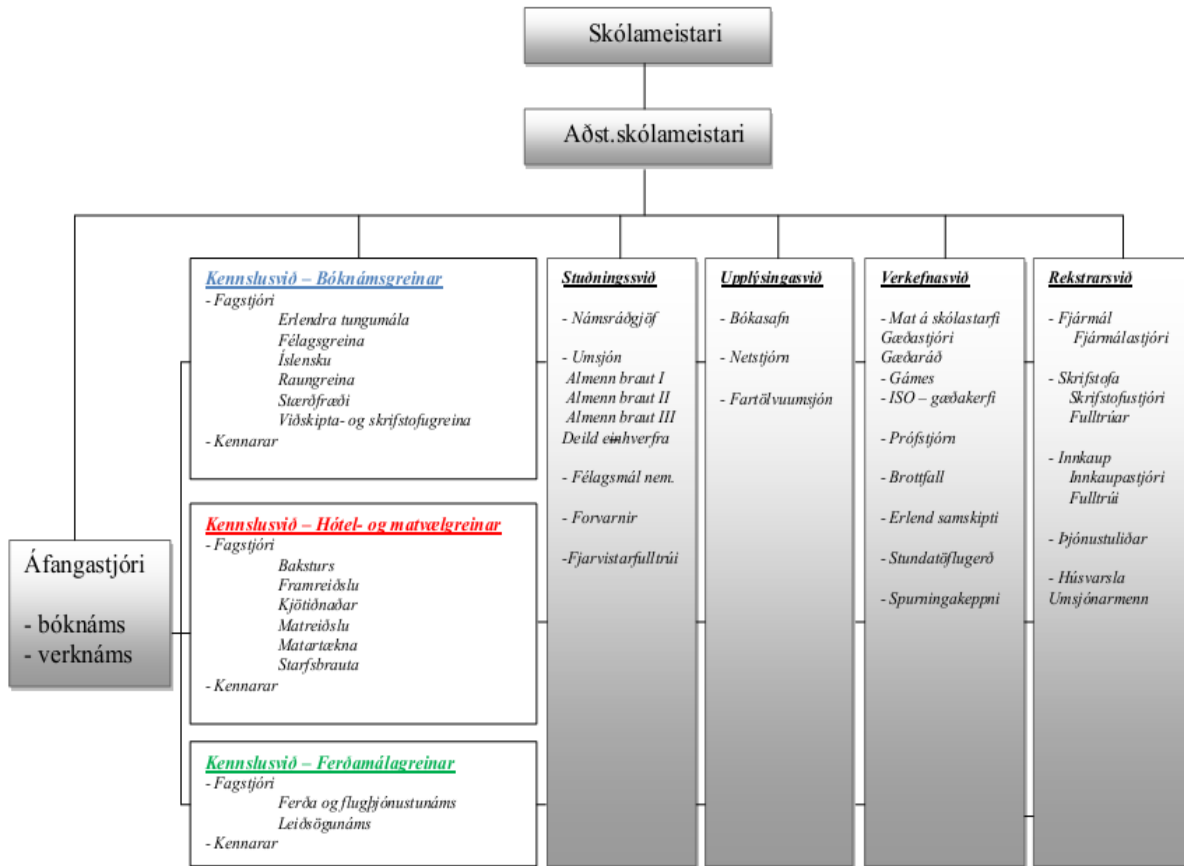 Skólameistari
Aðst.skólameistari
Áfangastjóri
- bóknáms
- verknáms
Kennslusvið – Bóknámsgreinar
- Fagstjóri
Erlendra tungumála
Félagsgreina
Íslensku
Raungreina
Stærðfræði
Viðskipta- og skrifstofugreina
- Kennarar
Kennslusvið – Hótel- og matvælgreinar
- Fagstjóri
Baksturs
Framreiðslu
Kjötiðnaðar
Matreiðslu
Matartækna
Starfsbrauta
- Kennarar
Kennslusvið – Ferðamálagreinar
- Fagstjóri
Ferða og flugþjónustunáms
Leiðsögunáms
- Kennarar
Stuðningssvið
- Námsráðgjöf
- Umsjón
Almenn braut I
Almenn braut II
Almenn braut III
Deild einhverfra
- Félagsmál nem.
- Forvarnir
-Fjarvistarfulltrúi
Upplýsingasvið
- Bókasafn
- Netstjórn
- Fartölvuumsjón
Verkefnasvið
- Mat á skólastarfi
Gæðastjóri
Gæðaráð
- Gámes
- ISO – gæðakerfi
- Prófstjórn
- Brottfall
- Erlend samskipti
- Stundatöflugerð
- Spurningakeppni
Rekstrarsvið
- Fjármál
Fjármálastjóri
- Skrifstofa
Skrifstofustjóri
Fulltrúar
- Innkaup
Innkaupastjóri
Fulltrúi
- Þjónustuliðar
- Húsvarsla
Umsjónarmenn